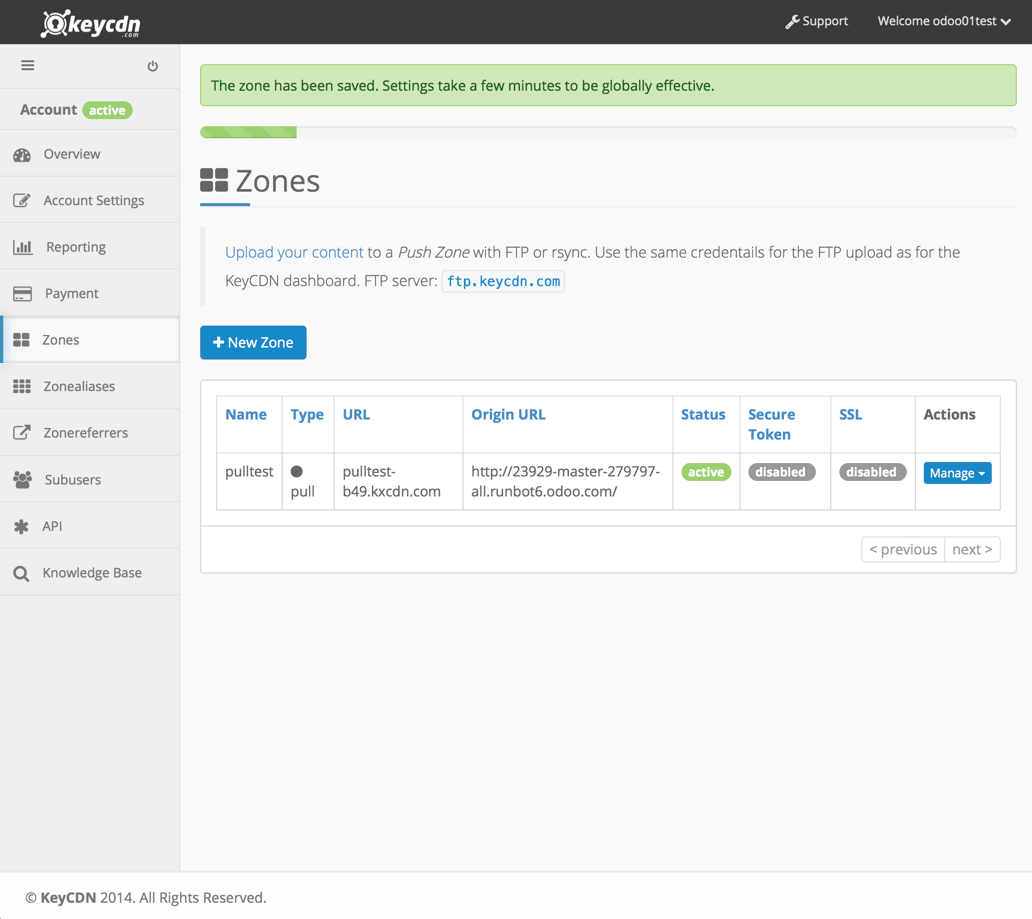 keycdn
.com
Support
Welcome odoo01test
Account active
Overview
Account Settings
Reporting
Payment
Zones
Zonealiases
Zonereferrers
Subusers
API
Knowledge Base
The zone has been saved. Settings take a few minutes to be globally effective.
Zones
Upload your content to a Push Zone with FTP or rsync. Use the same credentails for the FTP upload as for the
KeyCDN dashboard. FTP server: ftp.keycdn.com
+ New Zone
Name Type URL Origin URL Status Secure SSL Actions
Token
pulltest pulltest- http://23929-master-279797- active disabled disabled Manage
pull b49.kxcdn.com all.runbot6.odoo.com/
< previous next >
© KeyCDN 2014. All Rights Reserved.